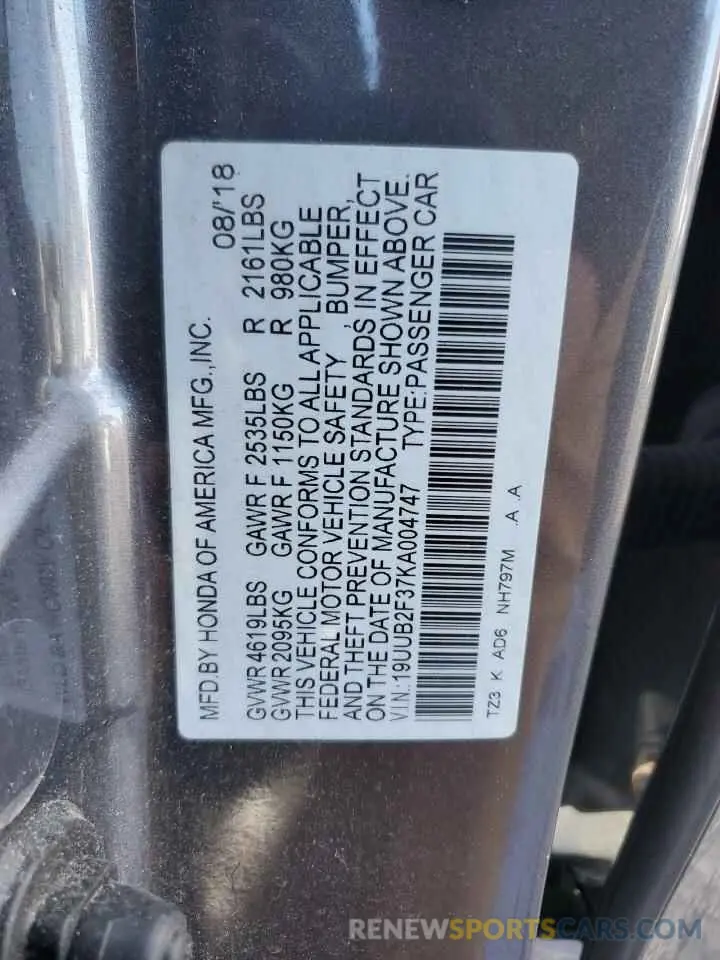 MFD.BY HONDA OF AMERICA MFG.,INC. 08/'18
GVWR 4619LBS GAWR F 2535LBS R 2161LBS
GVWR 2095KG GAWR F 1150KG R 980KG
THIS VEHICLE CONFORMS TO ALL APPLICABLE
FEDERAL MOTOR VEHICLE SAFETY, BUMPER,
AND THEFT PREVENTION STANDARDS IN EFFECT
ON THE DATE OF MANUFACTURE SHOWN ABOVE.
V.I.N.:19UUB2F37KA004747 TYPE:PASSENGER CAR
TZ3 K AD6 NH797M .A .A
RENEWSPORTSCARS.COM